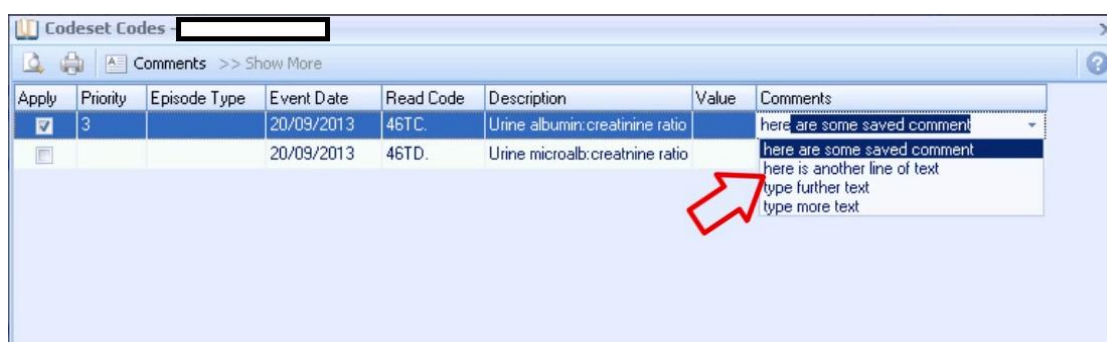 Codeset Codes -
Comments >> Show More
Apply Priority Episode Type Event Date Read Code Description Value Comments
3 20/09/2013 46TC. Urine albumin:creatinine ratio here are some saved comment
20/09/2013 46TD. Urine microalb:creatnine ratio here are some saved comment
here is another line of text
type further text
type more text